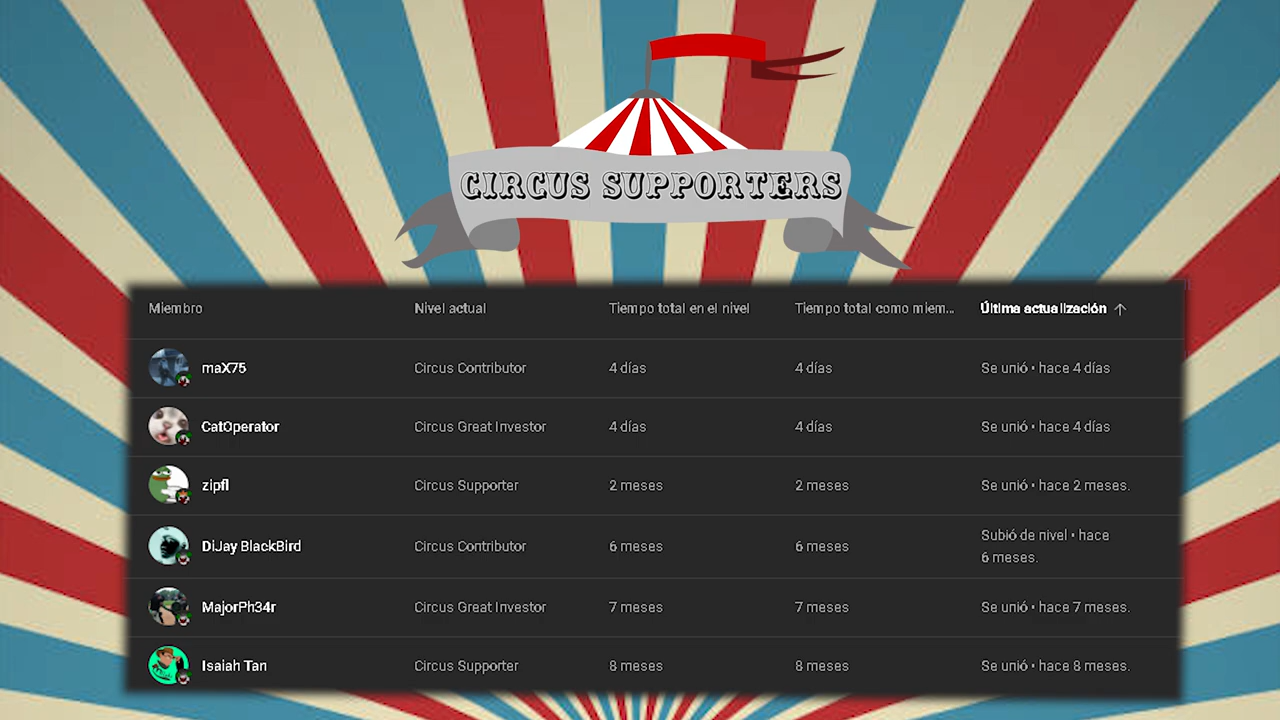 CIRCUS SUPPORTERS
Miembro Nivel actual Tiempo total en el nivel Tiempo total como miem... Última actualización ↑
maX75 Circus Contributor 4 días 4 días Se unió • hace 4 días
CatOperator Circus Great Investor 4 días 4 días Se unió • hace 4 días
zipfl Circus Supporter 2 meses 2 meses Se unió • hace 2 meses.
DiJay BlackBird Circus Contributor 6 meses 6 meses Subió de nivel • hace
6 meses.
MajorPh34r Circus Great Investor 7 meses 7 meses Se unió • hace 7 meses.
Isaiah Tan Circus Supporter 8 meses 8 meses Se unió • hace 8 meses.